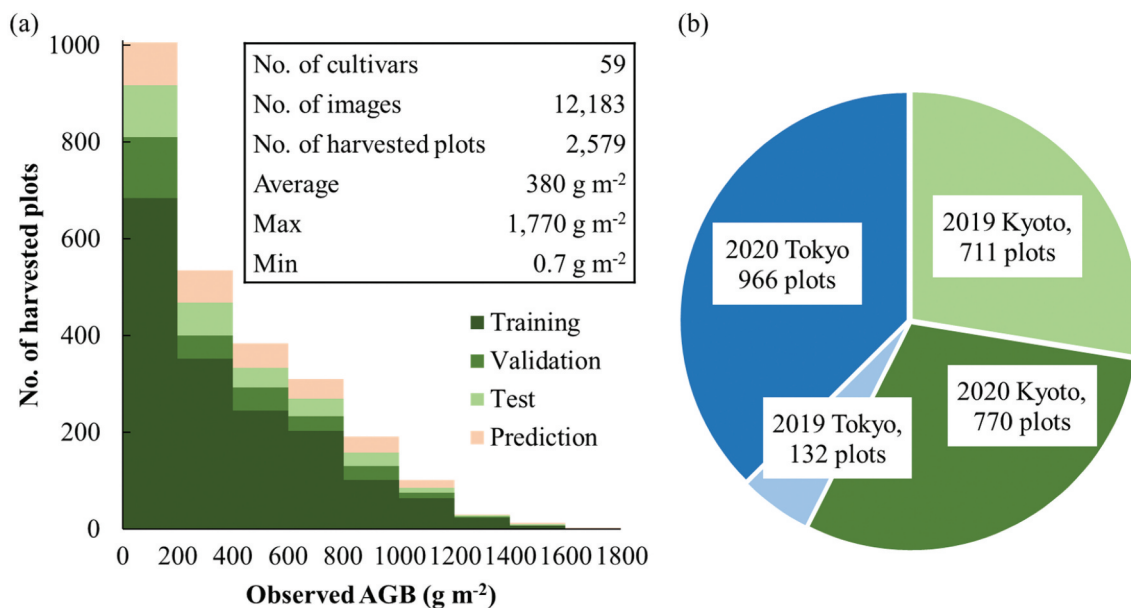 (a)
1000
800
600
400
200
0
No. of harvested plots
No. of cultivars 59
No. of images 12,183
No. of harvested plots 2,579
Average 380 g m-2
Max 1,770 g m-2
Min 0.7 g m-2
Training
Validation
Test
Prediction
0 200 400 600 800 1000 1200 1400 1600 1800
Observed AGB (g m-2)
(b)
2019 Kyoto,
711 plots
2020 Tokyo
966 plots
2020 Kyoto,
770 plots
2019 Tokyo,
132 plots